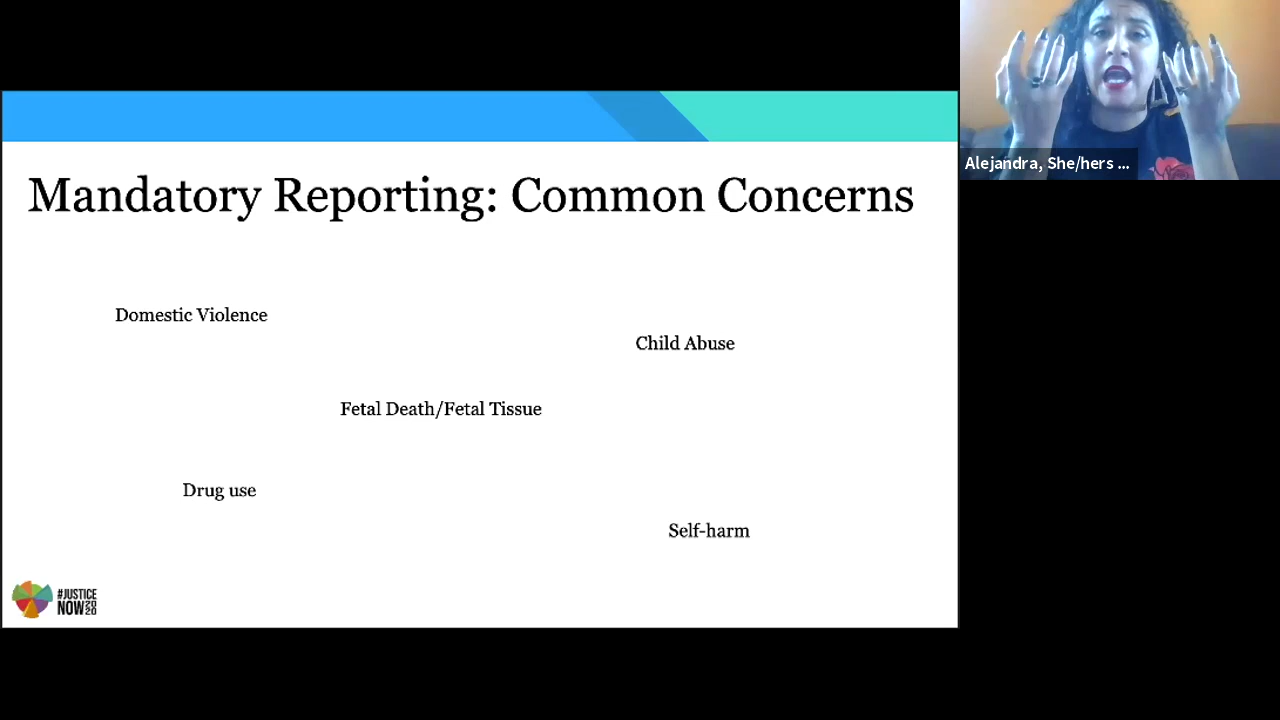 Alejandra, She/hers ...
Mandatory Reporting: Common Concerns
Domestic Violence
Child Abuse
Fetal Death/Fetal Tissue
Drug use
Self-harm
#JUSTICE
NOW2020